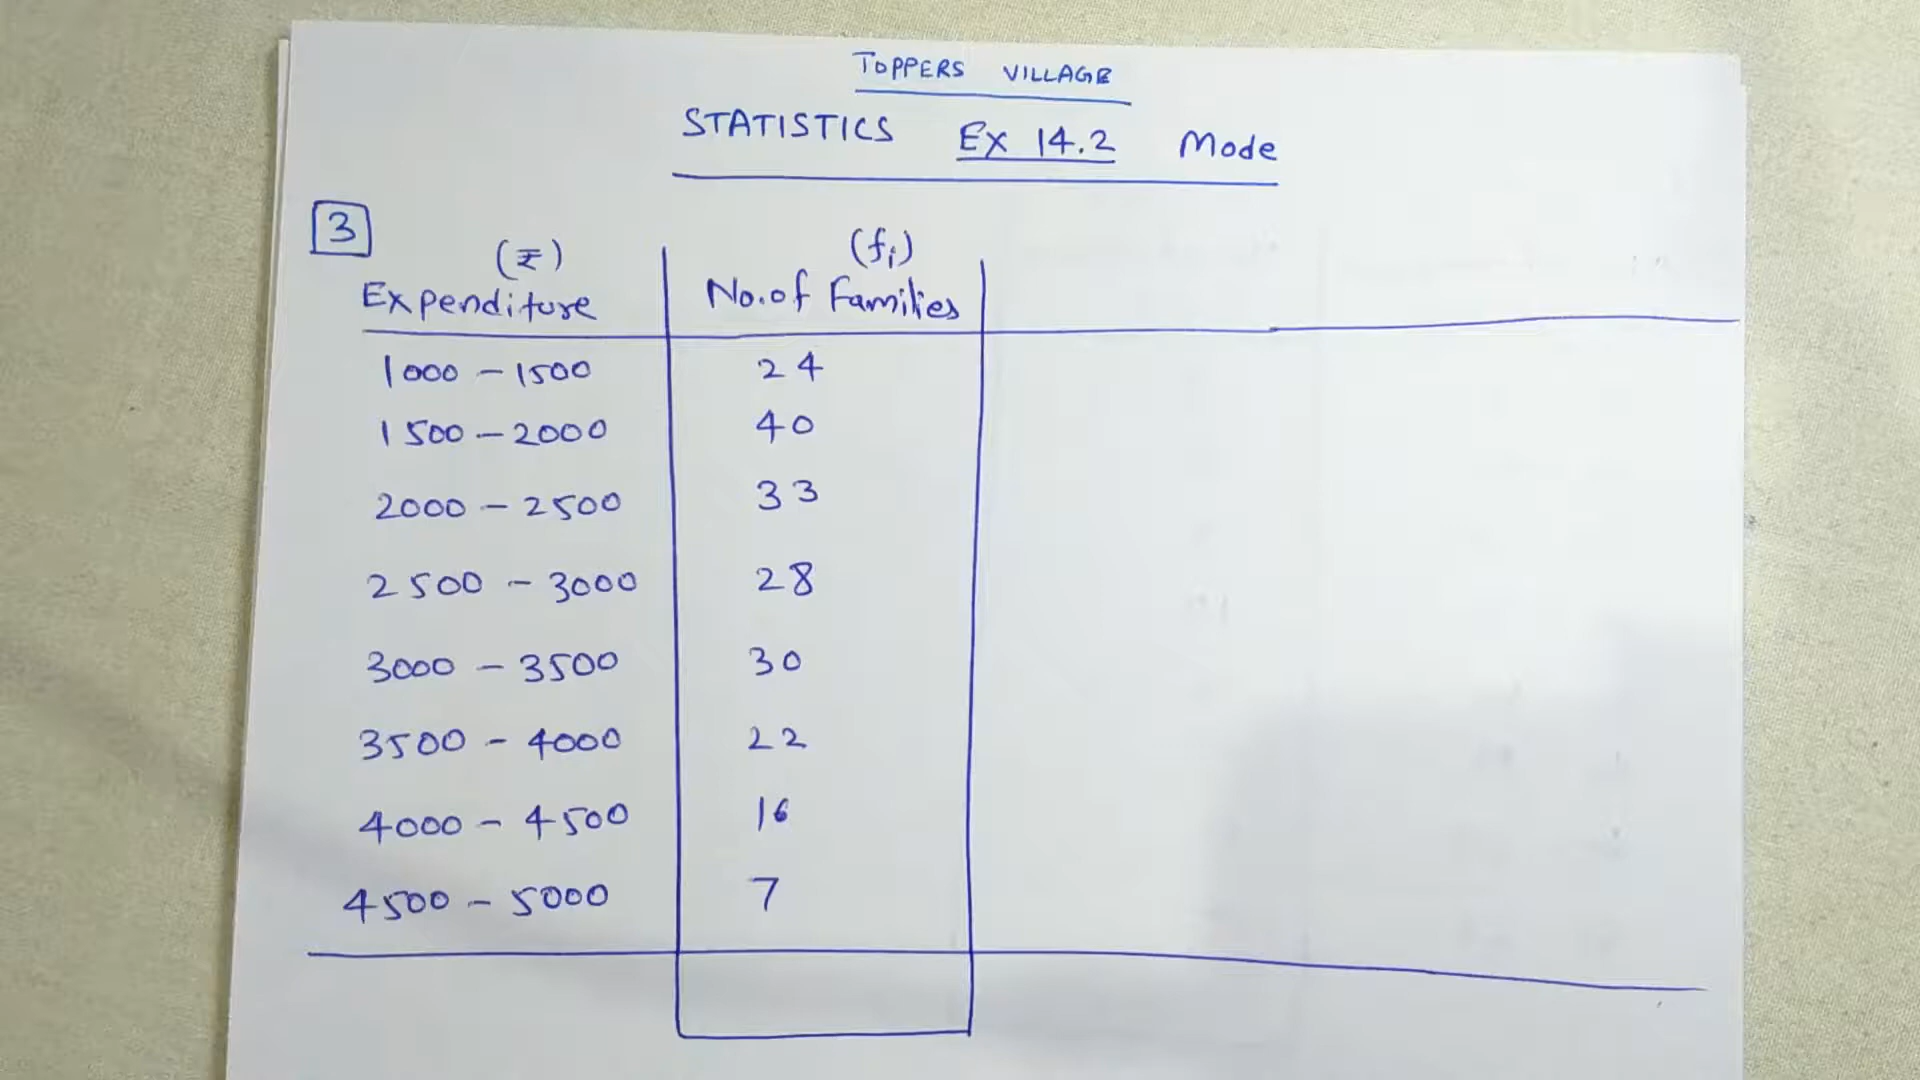 TOPPERS VILLAGE
STATISTICS Ex 14.2 Mode
3
(₹) (fi)
Expenditure No. of Families
1000 - 1500 24
1500 - 2000 40
2000 - 2500 33
2500 - 3000 28
3000 - 3500 30
3500 - 4000 22
4000 - 4500 16
4500 - 5000 7